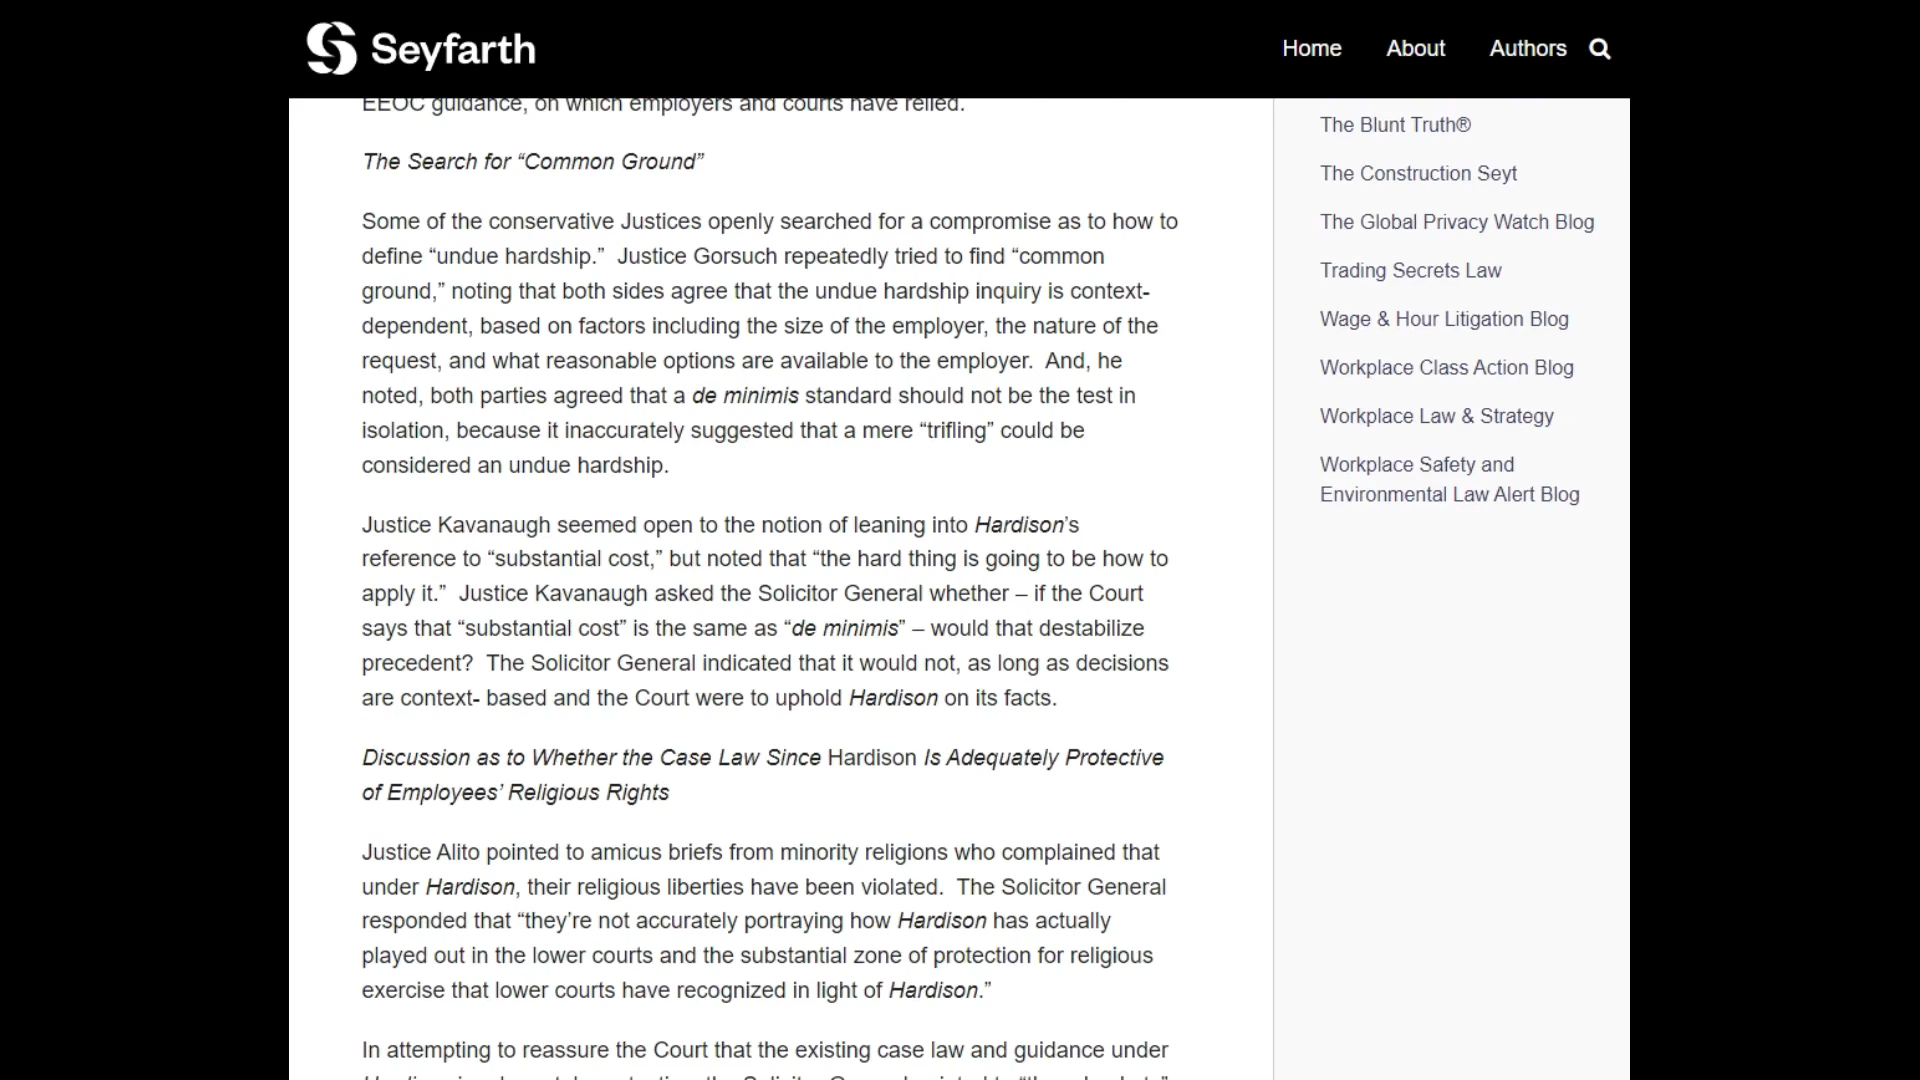 Seyfarth
Home About Authors
EEOC guidance, on which employers and courts have relied.
The Search for “Common Ground”
Some of the conservative Justices openly searched for a compromise as to how to
define “undue hardship.”  Justice Gorsuch repeatedly tried to find “common
ground,” noting that both sides agree that the undue hardship inquiry is context-
dependent, based on factors including the size of the employer, the nature of the
request, and what reasonable options are available to the employer.  And, he
noted, both parties agreed that a de minimis standard should not be the test in
isolation, because it inaccurately suggested that a mere “trifling” could be
considered an undue hardship.
Justice Kavanaugh seemed open to the notion of leaning into Hardison’s
reference to “substantial cost,” but noted that “the hard thing is going to be how to
apply it.”  Justice Kavanaugh asked the Solicitor General whether – if the Court
says that “substantial cost” is the same as “de minimis” – would that destabilize
precedent?  The Solicitor General indicated that it would not, as long as decisions
are context- based and the Court were to uphold Hardison on its facts.
Discussion as to Whether the Case Law Since Hardison Is Adequately Protective
of Employees’ Religious Rights
Justice Alito pointed to amicus briefs from minority religions who complained that
under Hardison, their religious liberties have been violated.  The Solicitor General
responded that “they’re not accurately portraying how Hardison has actually
played out in the lower courts and the substantial zone of protection for religious
exercise that lower courts have recognized in light of Hardison.”
In attempting to reassure the Court that the existing case law and guidance under
The Blunt Truth®
The Construction Seyt
The Global Privacy Watch Blog
Trading Secrets Law
Wage & Hour Litigation Blog
Workplace Class Action Blog
Workplace Law & Strategy
Workplace Safety and
Environmental Law Alert Blog